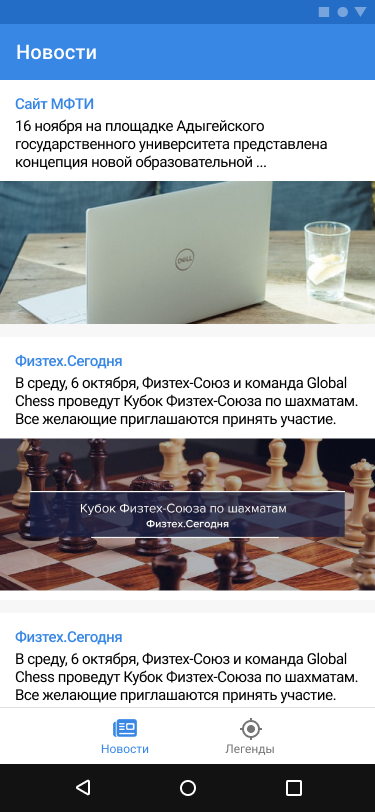 Новости
Сайт МФТИ
16 ноября на площадке Адыгейского
государственного университета представлена
концепция новой образовательной ...
DELL
Физтех.Сегодня
В среду, 6 октября, Физтех-Союз и команда Global
Chess проведут Кубок Физтех-Союза по шахматам.
Все желающие приглашаются принять участие.
Кубок Физтех-Союза по шахматам
Физтех.Сегодня
Физтех.Сегодня
В среду, 6 октября, Физтех-Союз и команда Global
Chess проведут Кубок Физтех-Союза по шахматам.
Все желающие приглашаются принять участие.
Новости
Легенды